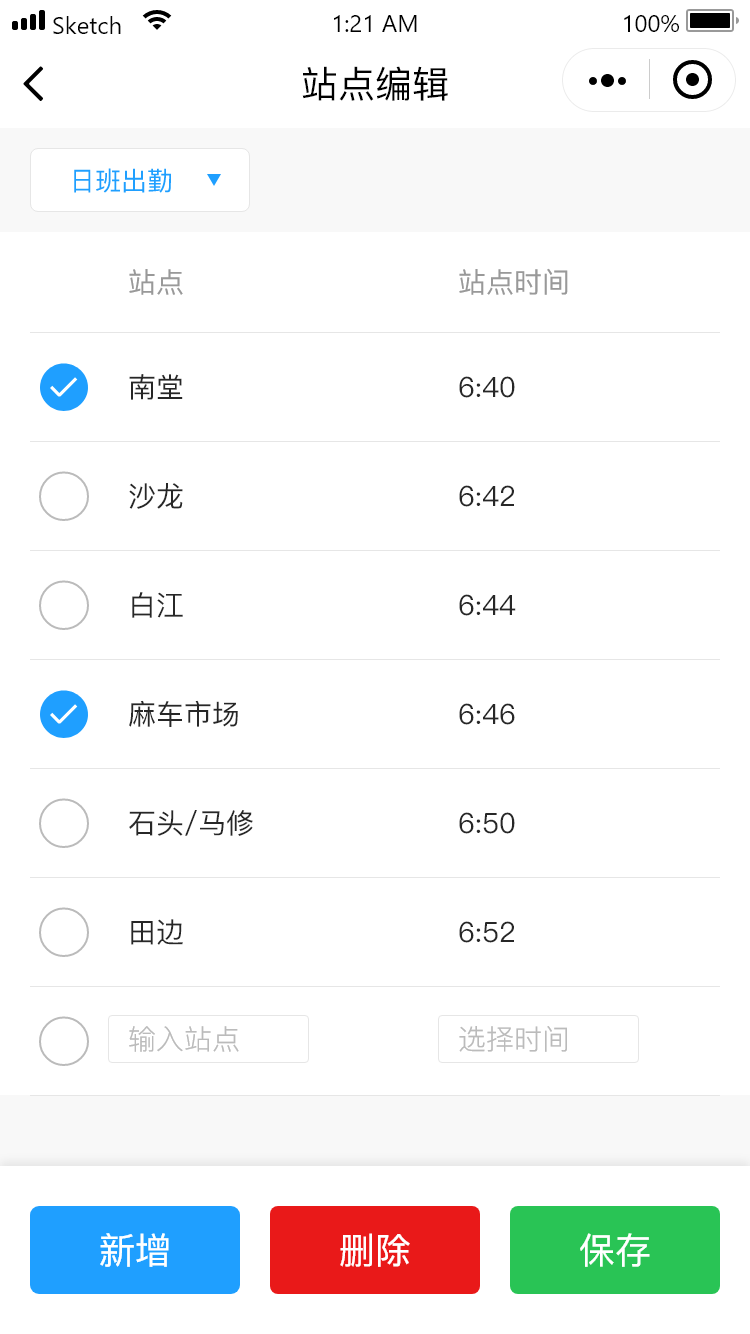 Sketch 1:21 AM 100%
站点编辑
日班出勤
站点 站点时间
南堂 6:40
沙龙 6:42
白江 6:44
麻车市场 6:46
石头/马修 6:50
田边 6:52
输入站点 选择时间
新增 删除 保存